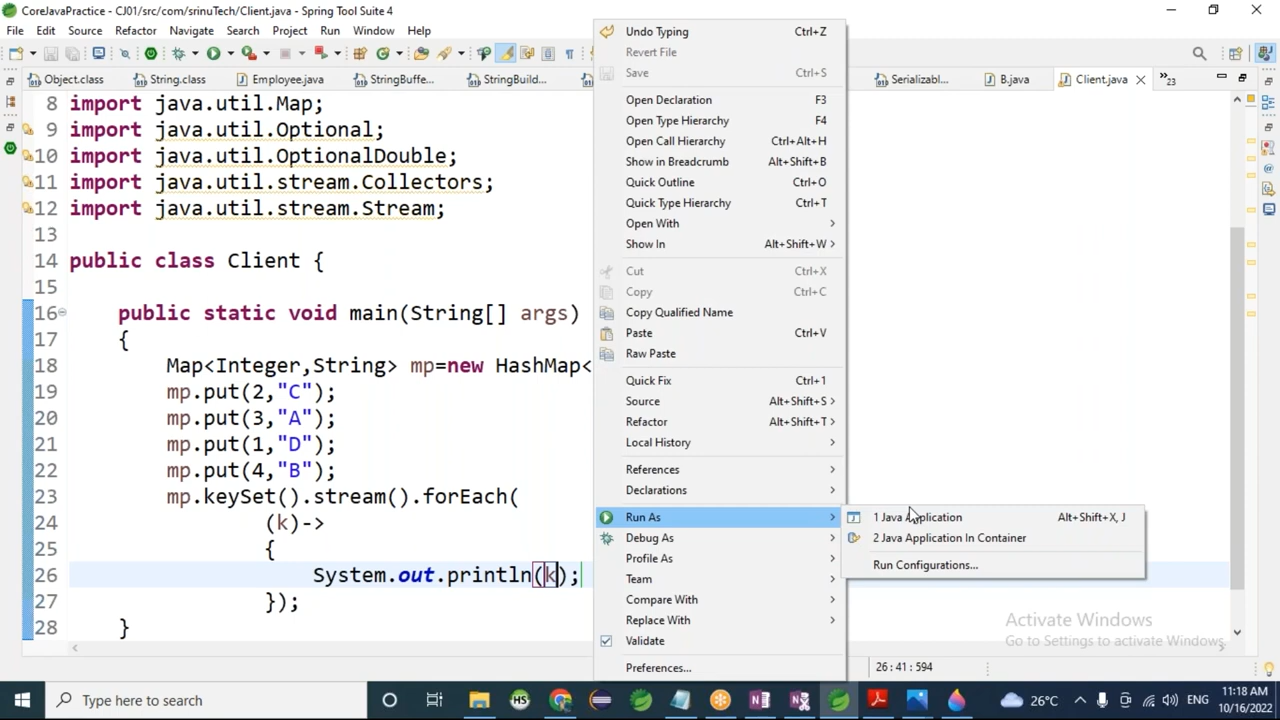 CoreJavaPractice - CJ01/src/com/srinuTech/Client.java - Spring Tool Suite 4
File Edit Source Refactor Navigate Search Project Run Window Help
Object.class String.class Employee.java StringBuffe... StringBuild... Serializabl... B.java Client.java 23
8 import java.util.Map;
9 import java.util.Optional;
10 import java.util.OptionalDouble;
11 import java.util.stream.Collectors;
12 import java.util.stream.Stream;
13
14 public class Client {
15
16 public static void main(String[] args)
17 {
18 Map<Integer,String> mp=new HashMap<
19 mp.put(2,"C");
20 mp.put(3,"A");
21 mp.put(1,"D");
22 mp.put(4,"B");
23 mp.keySet().stream().forEach(
24 (k)->
25 {
26 System.out.println(k);
27 });
28 }
Undo Typing Ctrl+Z
Revert File
Save Ctrl+S
Open Declaration F3
Open Type Hierarchy F4
Open Call Hierarchy Ctrl+Alt+H
Show in Breadcrumb Alt+Shift+B
Quick Outline Ctrl+O
Quick Type Hierarchy Ctrl+T
Open With
Show In Alt+Shift+W
Cut Ctrl+X
Copy Ctrl+C
Copy Qualified Name
Paste Ctrl+V
Raw Paste
Quick Fix Ctrl+1
Source Alt+Shift+S
Refactor Alt+Shift+T
Local History
References
Declarations
Run As
Debug As
Profile As
Team
Compare With
Replace With
Validate
Preferences...
1 Java Application Alt+Shift+X, J
2 Java Application In Container
Run Configurations...
Activate Windows
Go to Settings to activate Windows.
26 : 41 : 594
Type here to search
26°C ENG 11:18 AM
10/16/2022